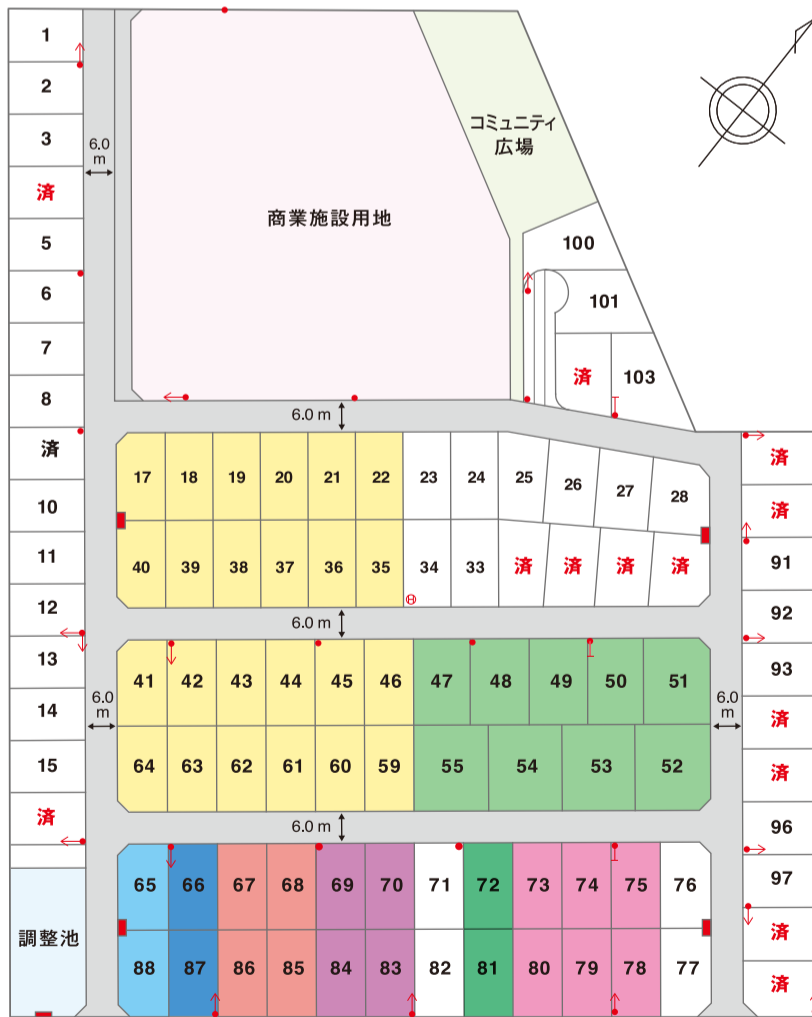 1
2
3
済
5
6
7
8
済
10
11
12
13
14
15
済
調整池
6.0
m
商業施設用地
コミュニティ
広場
100
101
済
103
6.0 m
17 18 19 20 21 22 23 24 25 26 27 28
40 39 38 37 36 35 34 33 済 済 済 済
H
6.0 m
6.0
m
41 42 43 44 45 46 47 48 49 50 51
64 63 62 61 60 59 55 54 53 52
6.0
m
6.0 m
65 66 67 68 69 70 71 72 73 74 75 76
88 87 86 85 84 83 82 81 80 79 78 77
済
済
91
92
93
済
済
96
97
済
済